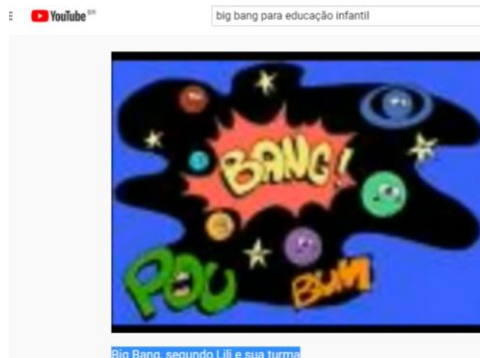 YouTube BR
big bang para educação infantil
BANG!
POU
BUM
Big Bang, segundo Lili e sua turma